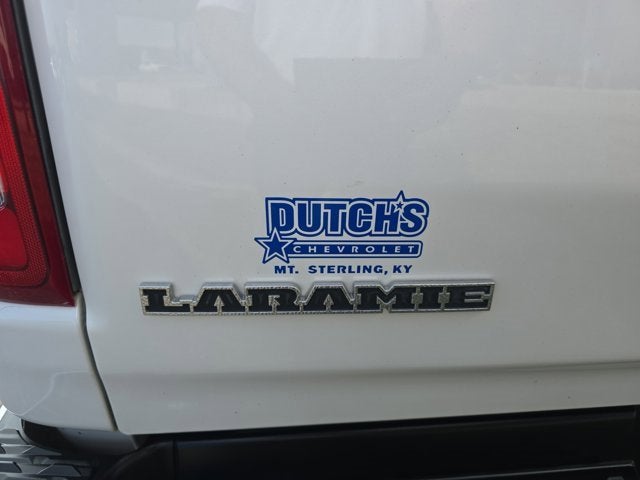 DUTCH'S
CHEVROLET
MT. STERLING, KY
LARAMIE